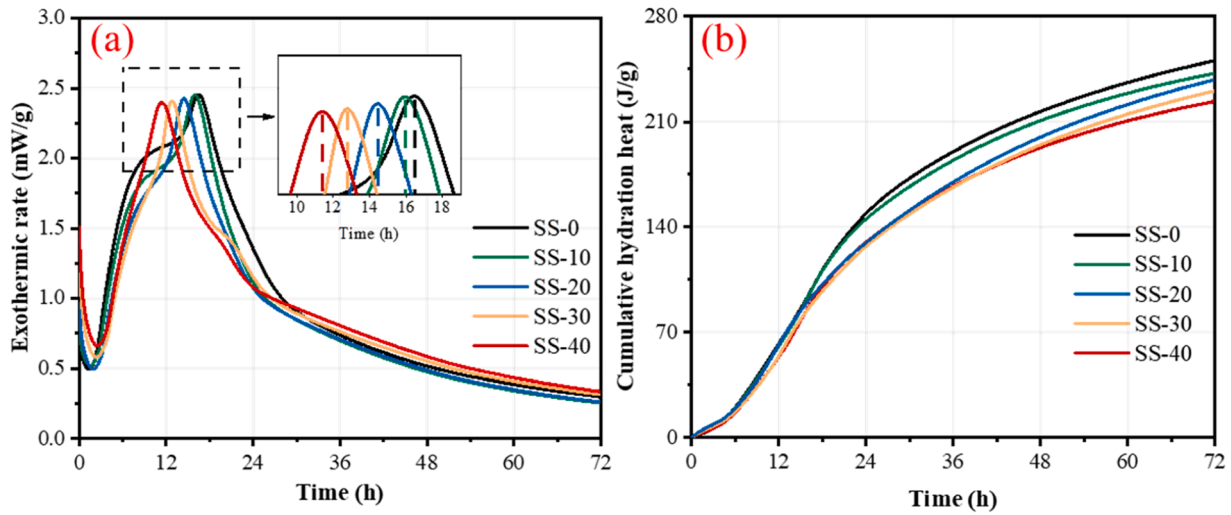 (a)
Exothermic rate (mW/g)
3.0
2.5
2.0
1.5
1.0
0.5
0.0
0 12 24 36 48 60 72
Time (h)
10 12 14 16 18
Time (h)
SS-0
SS-10
SS-20
SS-30
SS-40
(b)
Cumulative hydration heat (J/g)
280
210
140
70
0
0 12 24 36 48 60 72
Time (h)
SS-0
SS-10
SS-20
SS-30
SS-40